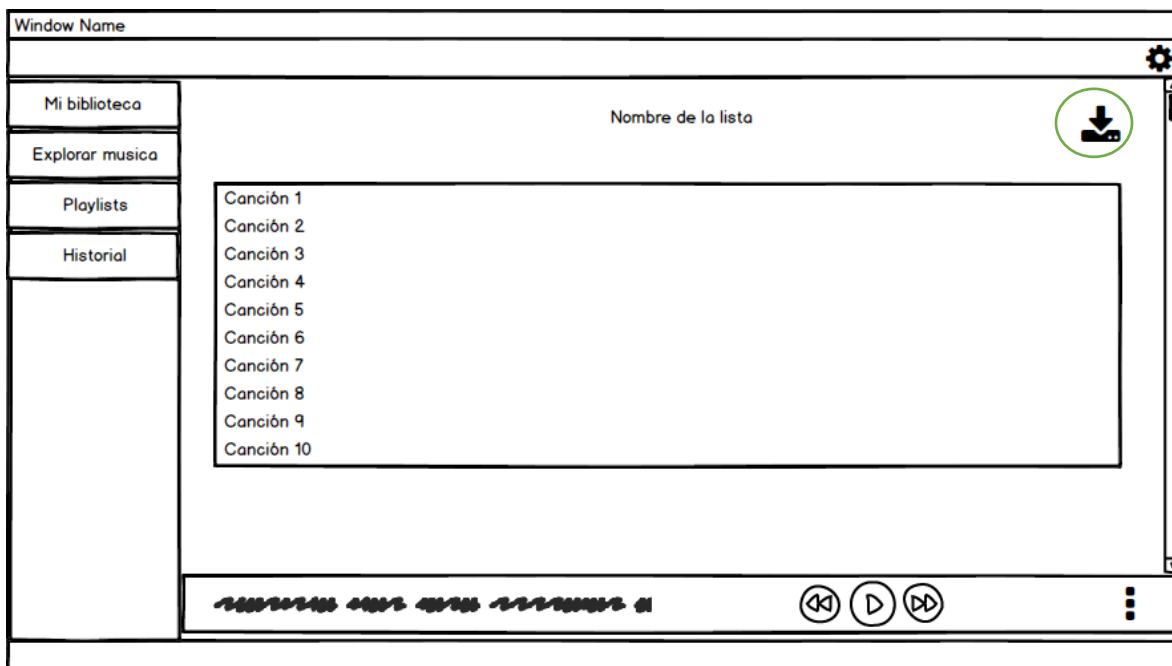 Window Name
Mi biblioteca
Explorar musica
Playlists
Historial
Nombre de la lista
Canción 1
Canción 2
Canción 3
Canción 4
Canción 5
Canción 6
Canción 7
Canción 8
Canción 9
Canción 10